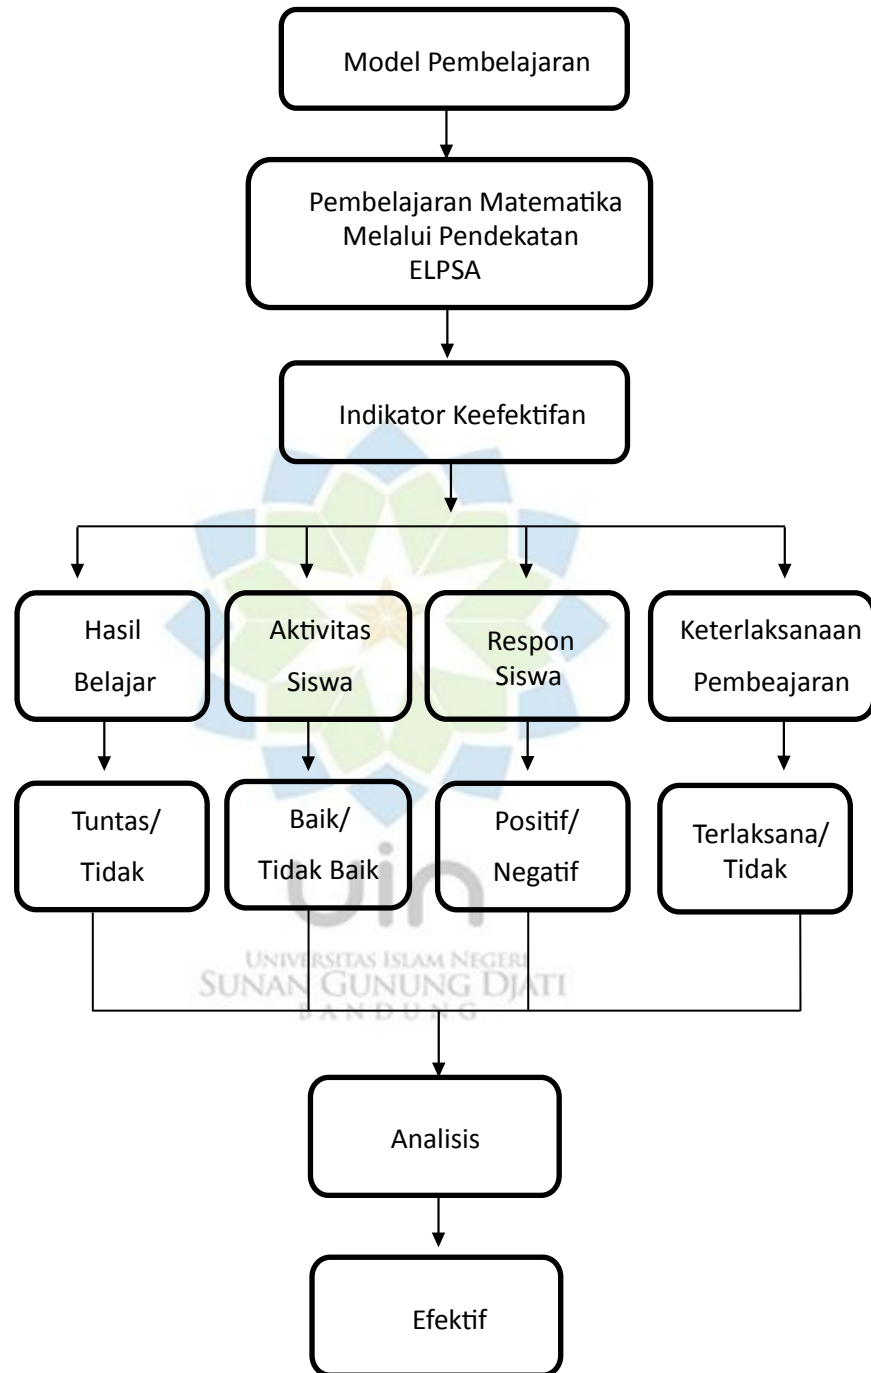 Model Pembelajaran
Pembelajaran Matematika
Melalui Pendekatan
ELPSA
Indikator Keefektifan
Hasil
Belajar
Aktivitas
Siswa
Respon
Siswa
Keterlaksanaan
Pembeajaran
Tuntas/
Tidak
Baik/
Tidak Baik
Positif/
Negatif
Terlaksana/
Tidak
uin
UNIVERSITAS ISLAM NEGERI
SUNAN GUNUNG DJATI
BANDUNG
Analisis
Efektif